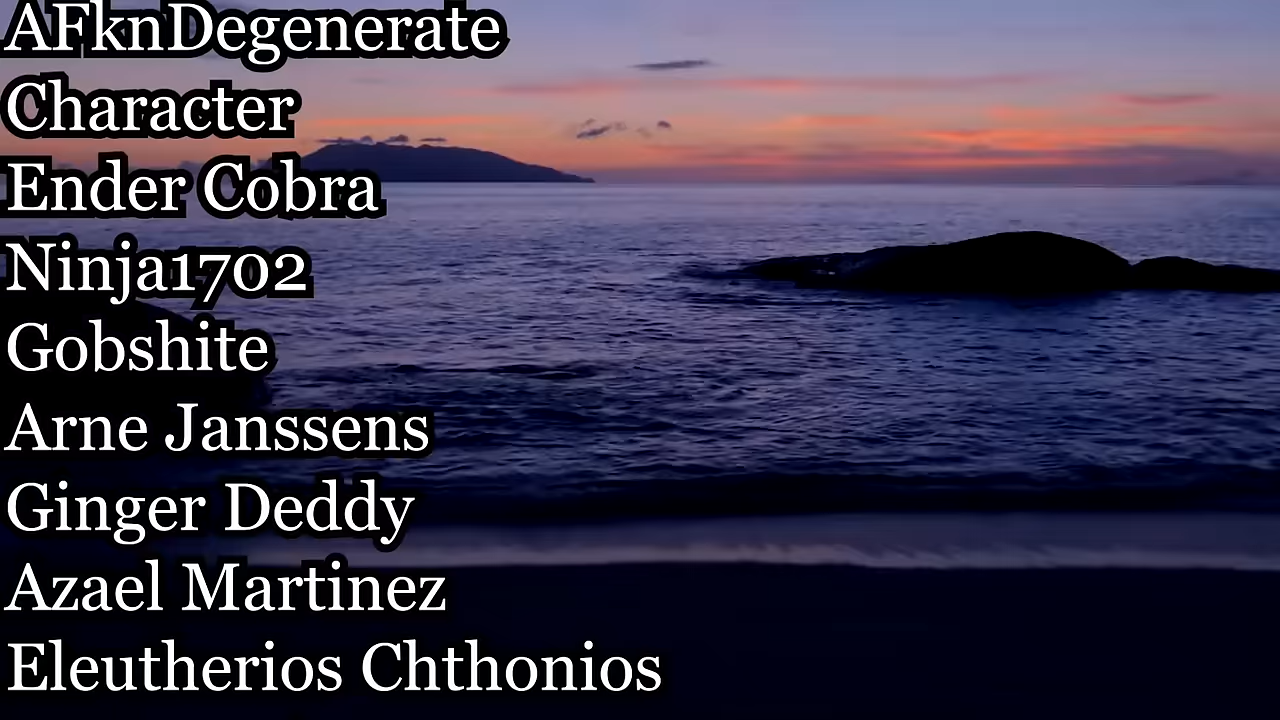 AFknDegenerate
Character
Ender Cobra
Ninja1702
Gobshite
Arne Janssens
Ginger Deddy
Azael Martinez
Eleutherios Chthonios